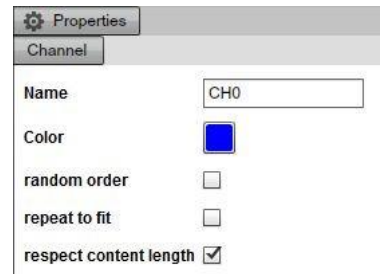 Properties
Channel
Name CH0
Color
random order
repeat to fit
respect content length